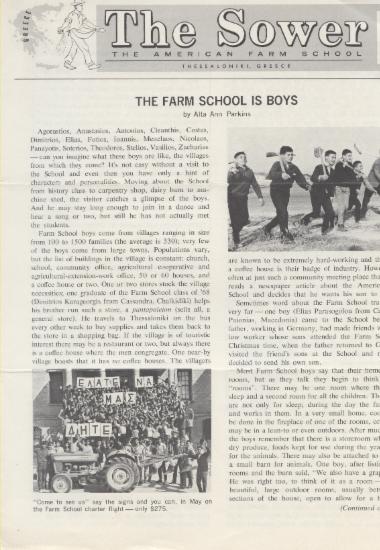 GREECE
The Sower
THE AMERICAN FARM SCHOOL
THESSALONIKI, GREECE
THE FARM SCHOOL IS BOYS
by Alta Ann Parkins
Agorastios, Anastasios, Antonios, Cleanthis, Costas,
Dimitrios, Elias, Fotios, Ioannis, Menelaos, Nicolaos,
Panayotis, Soterios, Theodoros, Stelios, Vasilios, Zacharias
— can you imagine what these boys are like, the villages
from which they come? It's not easy without a visit to
the School and even then you have only a hint of
characters and personalities. Moving about the School
from history class to carpentry shop, dairy barn to ma-
chine shed, the visitor catches a glimpse of the boys.
And he may stay long enough to join in a dance and
hear a song or two, but still he has not actually met
the students.
Farm School boys come from villages ranging in size
from 100 to 1500 families (the average is 330); very few
of the boys come from large towns. Populations vary,
but the list of buildings in the village is constant: church,
school, community office, agricultural cooperative and
agricultural-extension-work office, 50 or 60 houses, and
a coffee house or two. One or two stores stock the village
necessities; one graduate of the Farm School class of '68
(Dimitrios Karageorgis from Cassandra, Chalkidiki) helps
his brother run such a store, a pantopoleion (sells all, a
general store). He travels to Thessaloniki on the bus
every other week to buy supplies and takes them back to
the store in a shopping bag. If the village is of touristic
interest there may be a restaurant or two, but always there
is a coffee house where the men congregate. One near-by
village boasts that it has no coffee houses. The villagers
ΕΛΑΤΕ ΝΑ
ΜΑΣ
ΔΗΤΕ
"Come to see us" say the signs and you can, in May on
the Farm School charter flight — only $275.
are known to be extremely hard-working and th
a coffee house is their badge of industry. Howe
often at just such a community meeting place tha
reads a newspaper article about the America
School and decides that he wants his son to
Sometimes word about the Farm School tra
very far — one boy (Elias Partasoglou from Ca
Paionias, Macedonia) came to the School be
father, working in Germany, had made friends w
low worker whose sons attended the Farm Sc
Christmas time, when the father returned to G
visited the friend's sons at the School and r
decided to send his own son.
Most Farm School boys say that their home
rooms, but as they talk they begin to think
"rooms". There may be one room where th
sleep and a second room for all the children. The
are not only for sleep; during the day the fa
and works in them. In a very small home, coo
be done in the fireplace of one of the rooms, or
may be in a lean-to or even outdoors. After muc
the boys remember that there is a storeroom wh
dry produce, foods kept for use during the year
for the animals. There may also be attached to
a small barn for animals. One boy, after listin
rooms and the barn said, "We also have a grap
He was right too, to think of it as a room —
beautiful, large outdoor rooms, usually betw
sections of the house, open to allow for a b
(Continued o